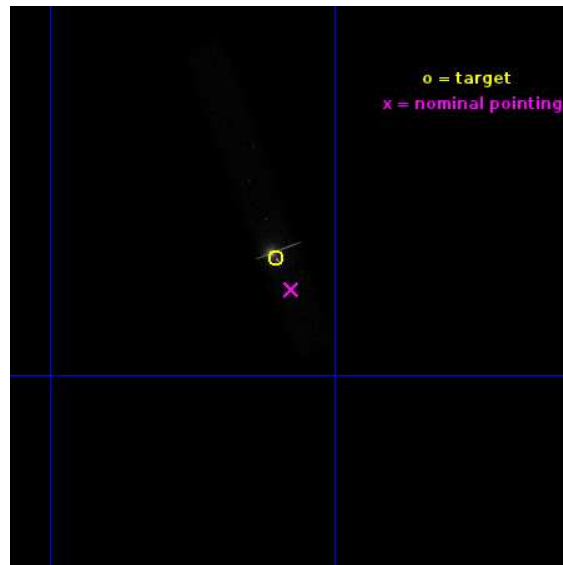 o = target
x = nominal pointing